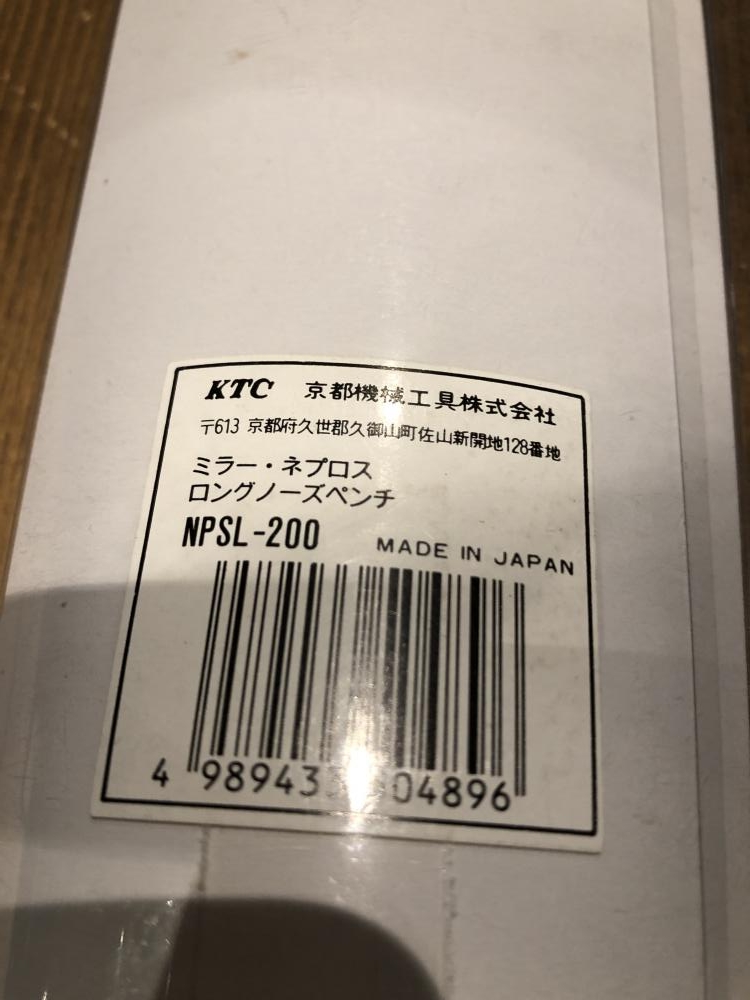 KTC 京都機械工具株式会社
〒613 京都府久世郡久御山町佐山新開地128番地
ミラー・ネプロス
ロングノーズペンチ
NPSL-200 MADE IN JAPAN
4 989433 304896